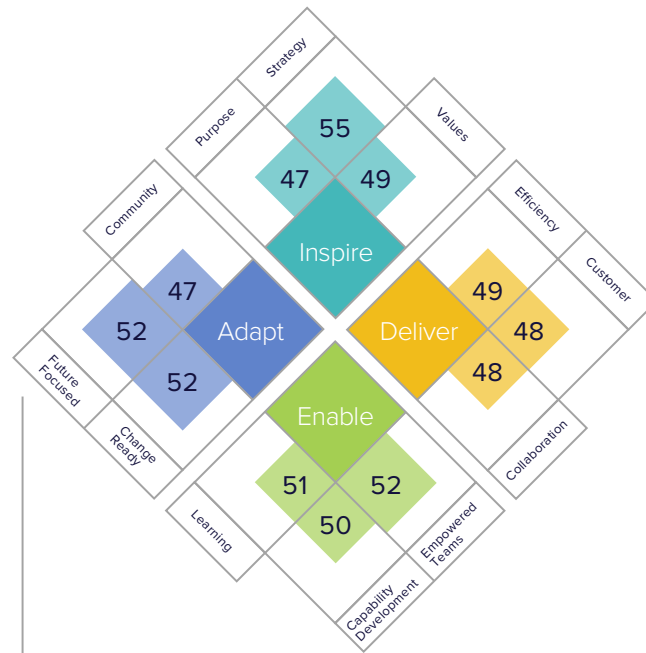 Strategy
Purpose
Values
55
47
49
Inspire
Community
47
52
52
Adapt
Future
Focused
Change
Ready
Efficiency
Customer
49
48
48
Deliver
Collaboration
Enable
51
52
50
Learning
Empowered
Teams
Capability
Development